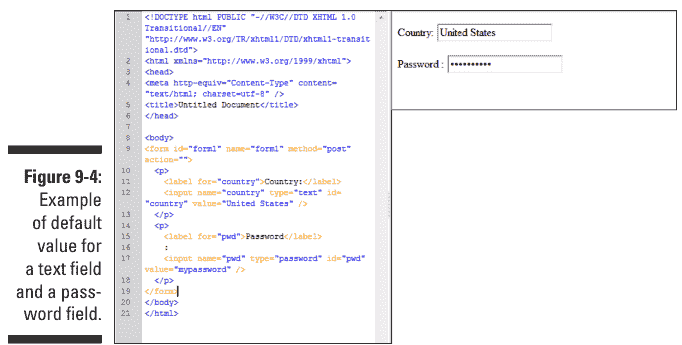 Figure 9-4:
Example
of default
value for
a text field
and a pass-
word field.
1 <!DOCTYPE html PUBLIC "-//W3C//DTD XHTML 1.0
Transitional//EN"
"http://www.w3.org/TR/xhtml1/DTD/xhtml1-transit
ional.dtd">
2 <html xmlns="http://www.w3.org/1999/xhtml">
3 <head>
4 <meta http-equiv="Content-Type" content=
"text/html; charset=utf-8" />
5 <title>Untitled Document</title>
6 </head>
7
8 <body>
9 <form id="form1" name="form1" method="post"
action="">
10 <p>
11 <label for="country">Country:</label>
12 <input name="country" type="text" id=
"country" value="United States" />
13 </p>
14 <p>
15 <label for="pwd">Password</label>
16 :
17 <input name="pwd" type="password" id="pwd"
value="mypassword" />
18 </p>
19 </form>
20 </body>
21 </html>
Country: United States
Password : ••••••••••